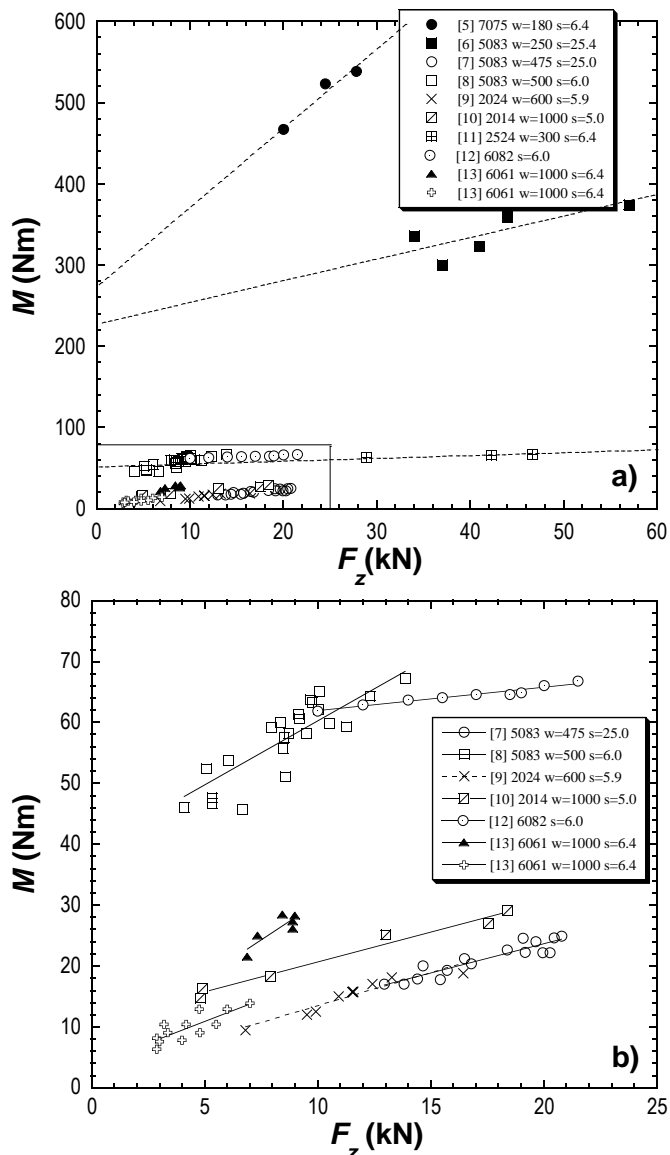 600
500
400
300
200
100
0
M (Nm)
[5] 7075 w=180 s=6.4
[6] 5083 w=250 s=25.4
[7] 5083 w=475 s=25.0
[8] 5083 w=500 s=6.0
[9] 2024 w=600 s=5.9
[10] 2014 w=1000 s=5.0
[11] 2524 w=300 s=6.4
[12] 6082 s=6.0
[13] 6061 w=1000 s=6.4
[13] 6061 w=1000 s=6.4
a)
0 10 20 30 40 50 60
Fz(kN)
80
70
60
50
40
30
20
10
0
M (Nm)
[7] 5083 w=475 s=25.0
[8] 5083 w=500 s=6.0
[9] 2024 w=600 s=5.9
[10] 2014 w=1000 s=5.0
[12] 6082 s=6.0
[13] 6061 w=1000 s=6.4
[13] 6061 w=1000 s=6.4
b)
0 5 10 15 20 25
Fz(kN)